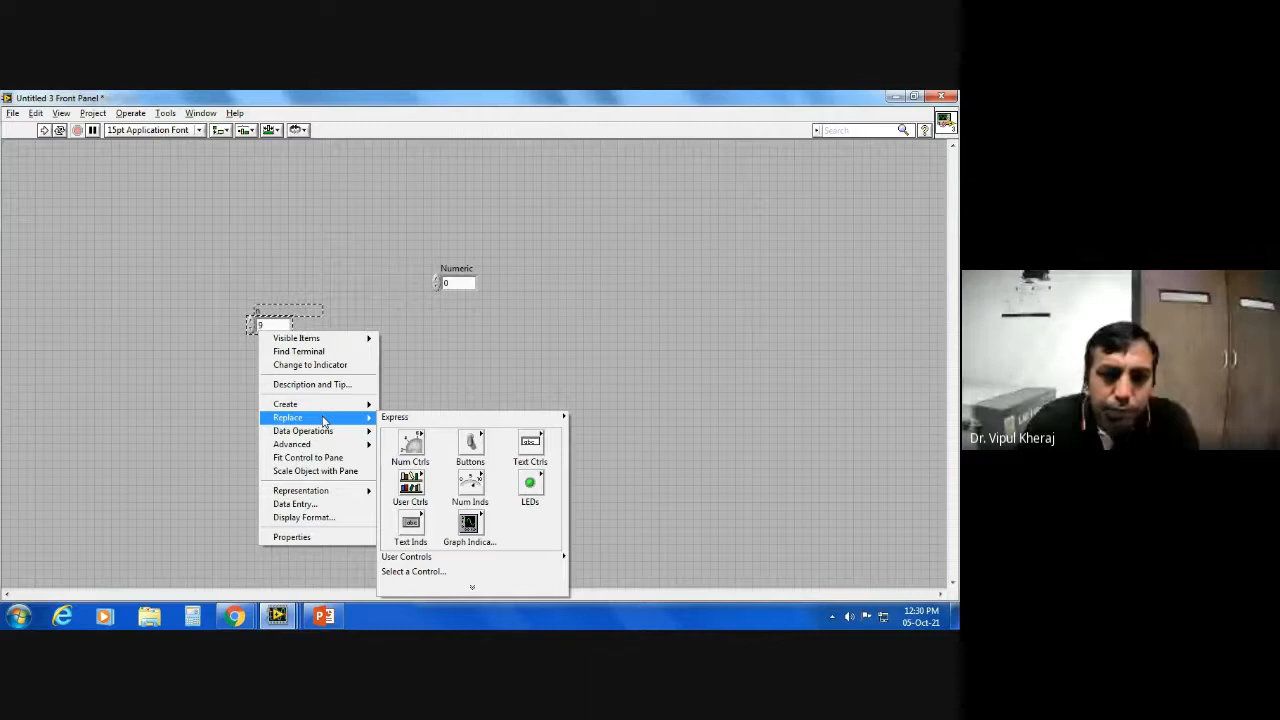 Untitled 3 Front Panel *
File Edit View Project Operate Tools Window Help
15pt Application Font
Search
3
Numeric
0
n
9
Visible Items
Find Terminal
Change to Indicator
Description and Tip...
Create
Replace
Data Operations
Advanced
Fit Control to Pane
Scale Object with Pane
Representation
Data Entry...
Display Format...
Properties
Express
Num Ctrls Buttons Text Ctrls
User Ctrls Num Inds LEDs
Text Inds Graph Indica...
User Controls
Select a Control...
Dr. Vipul Kheraj
12:30 PM
05-Oct-21